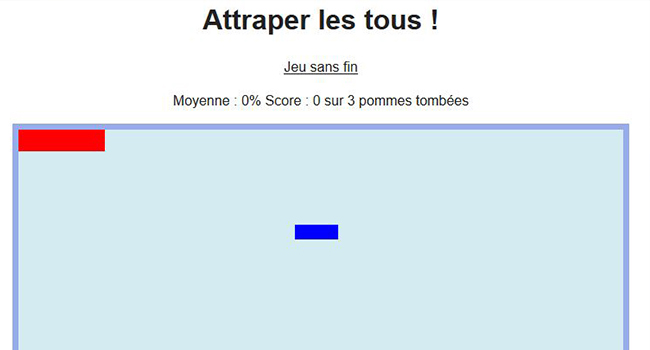 Attraper les tous !
Jeu sans fin
Moyenne : 0% Score : 0 sur 3 pommes tombées